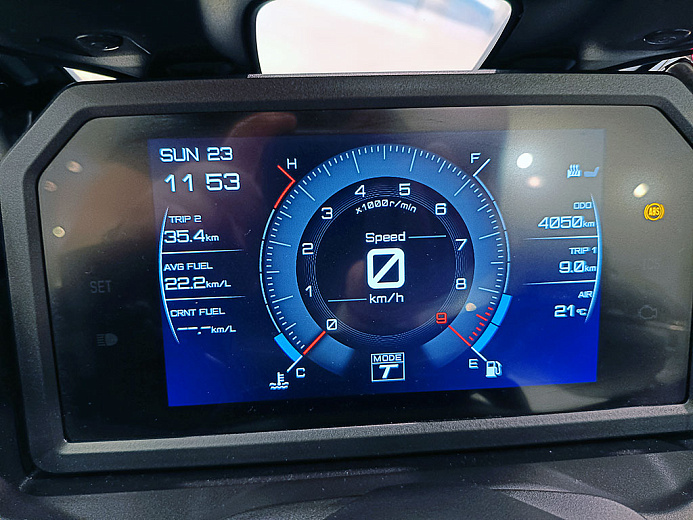 SUN 23
11 53
H
F
TRIP 2
35.4km
AVG FUEL
22.2km/L
CRNT FUEL
--.-km/L
SET
0
1
2
3
4
5
6
7
8
9
x1000r/min
Speed
0
km/h
C
E
MODE
T
ODO
4050km
TRIP 1
9.0km
AIR
21℃
ABS